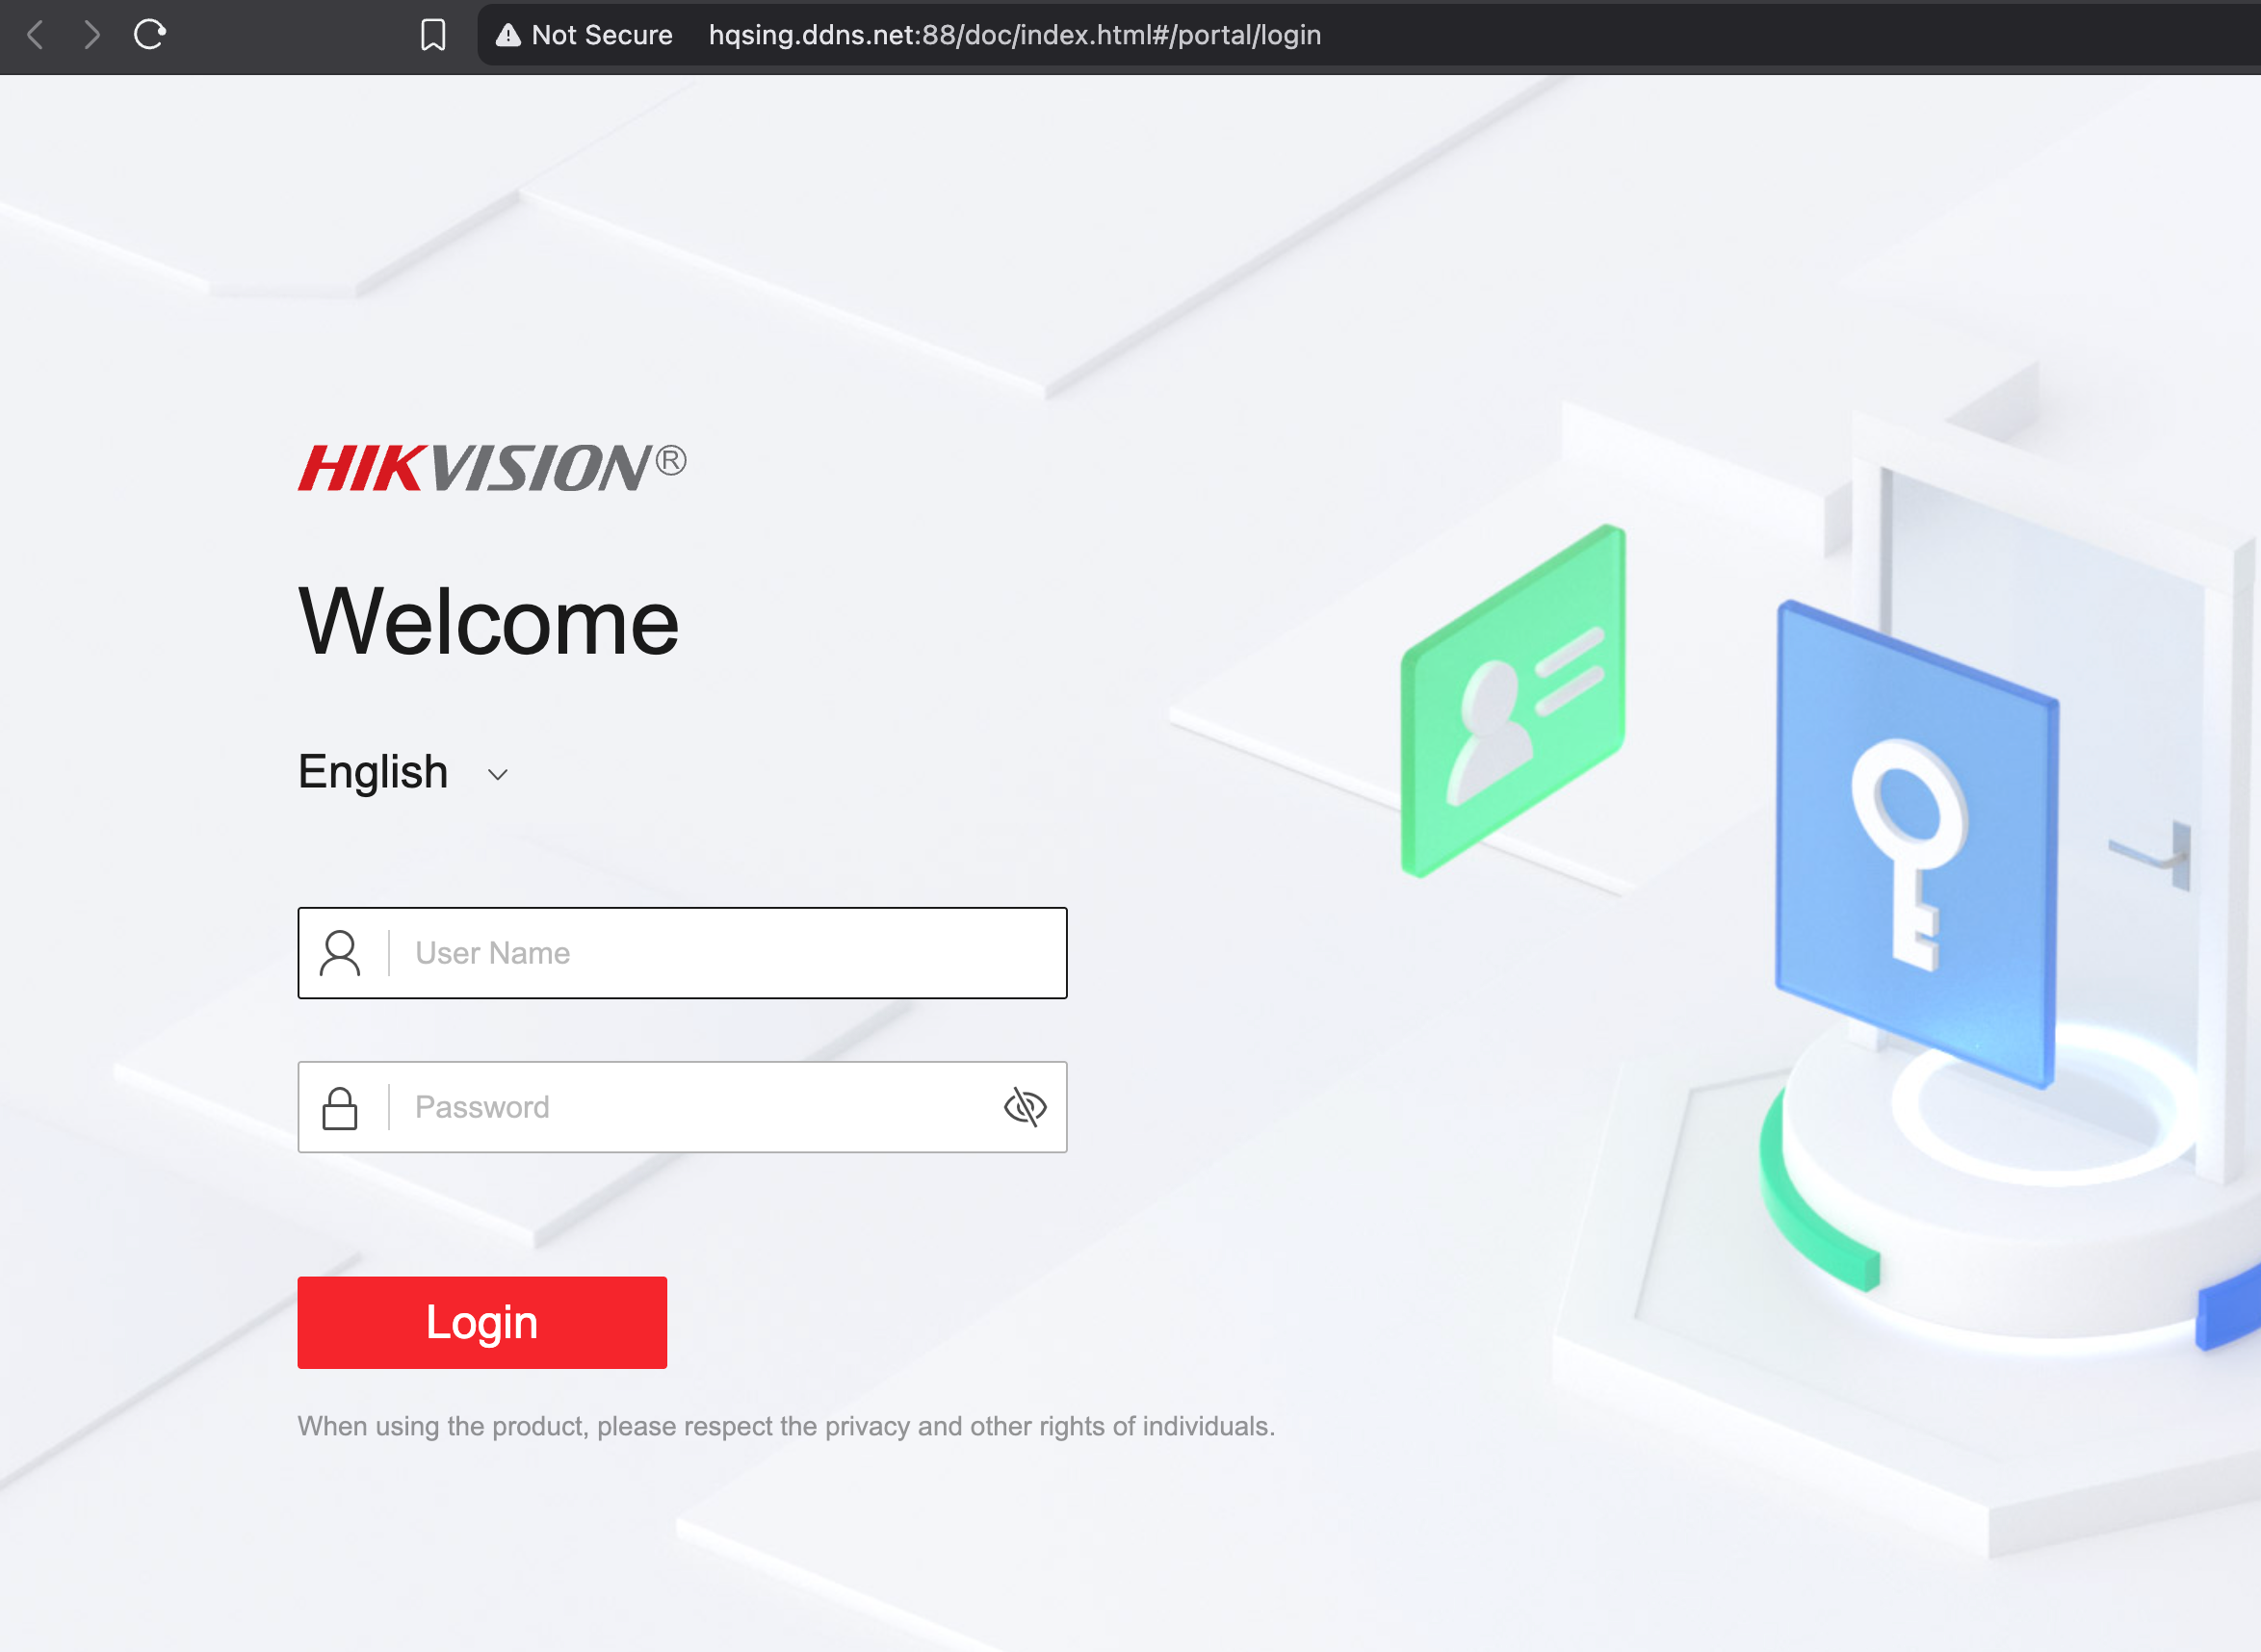 Not Secure hqsing.ddns.net:88/doc/index.html#/portal/login
HIKVISION®
Welcome
English
User Name
Password
Login
When using the product, please respect the privacy and other rights of individuals.